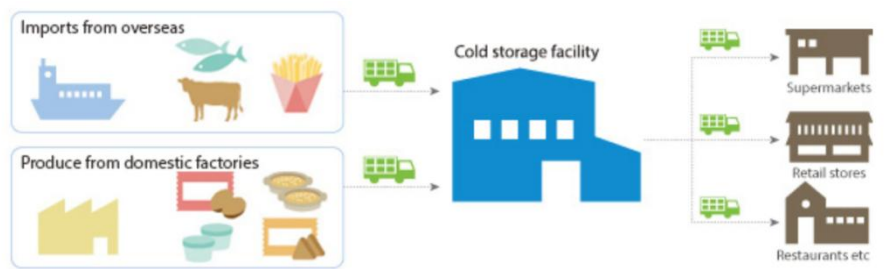 Imports from overseas
Produce from domestic factories
Cold storage facility
Supermarkets
Retail stores
Restaurants etc